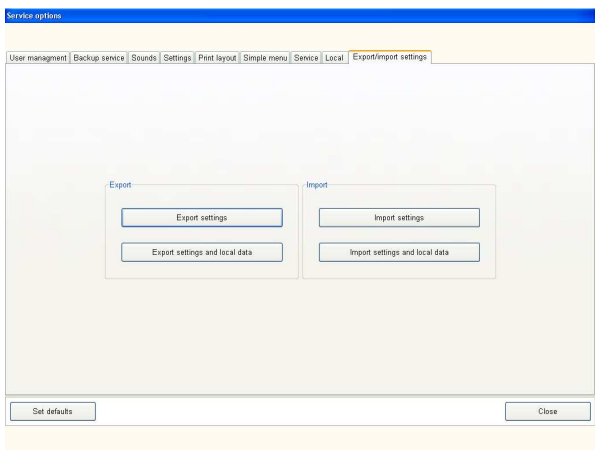 Service options
User managment Backup service Sounds Settings Print layout Simple menu Service Local Export/import settings
Export Import
Export settings Import settings
Export settings and local data Import settings and local data
Set defaults Close